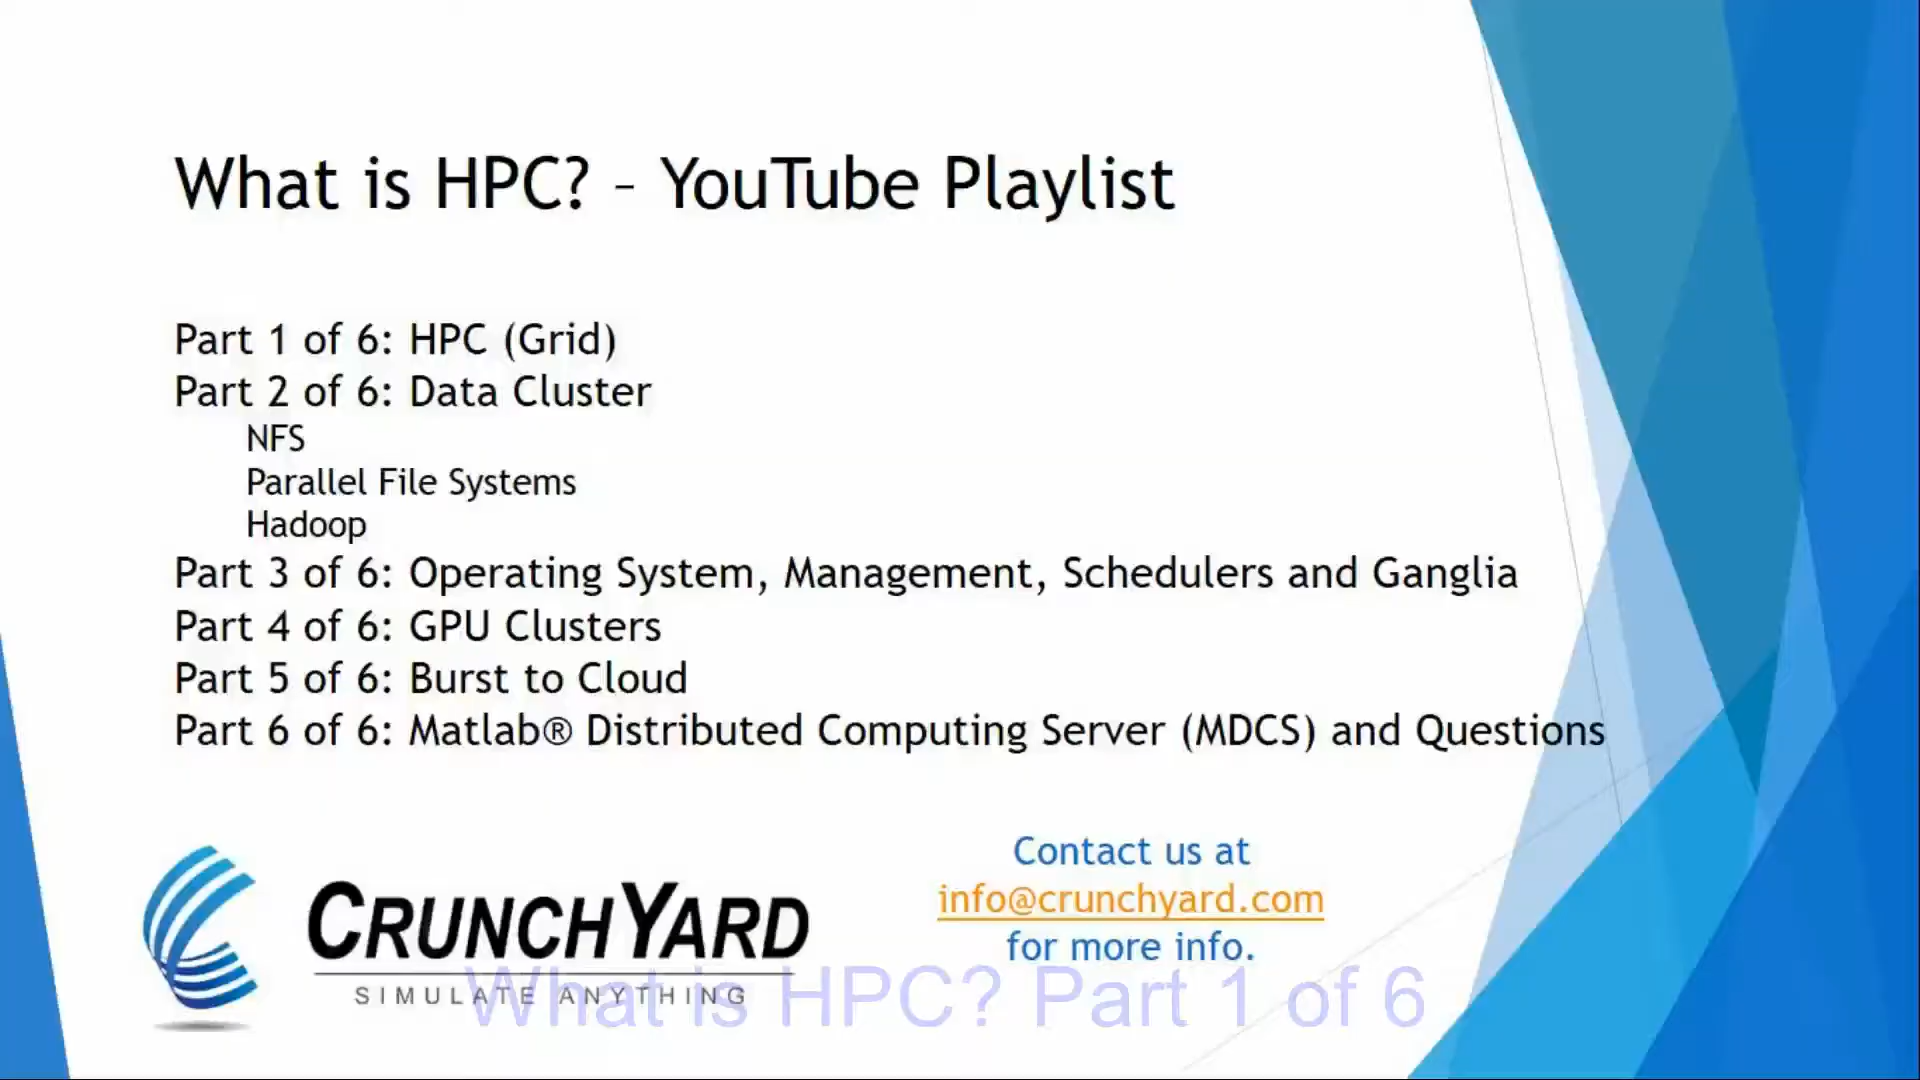 What is HPC? – YouTube Playlist
Part 1 of 6: HPC (Grid)
Part 2 of 6: Data Cluster
NFS
Parallel File Systems
Hadoop
Part 3 of 6: Operating System, Management, Schedulers and Ganglia
Part 4 of 6: GPU Clusters
Part 5 of 6: Burst to Cloud
Part 6 of 6: Matlab® Distributed Computing Server (MDCS) and Questions
CRUNCHYARD
SIMULATE ANYTHING
Contact us at
info@crunchyard.com
for more info.
What is HPC? Part 1 of 6